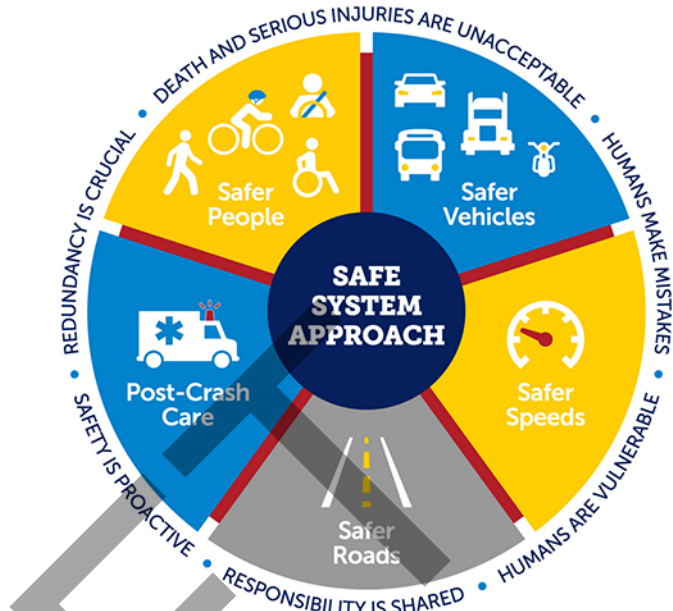 DEATH AND SERIOUS INJURIES ARE UNACCEPTABLE
HUMANS MAKE MISTAKES
HUMANS ARE VULNERABLE
RESPONSIBILITY IS SHARED
SAFETY IS PROACTIVE
REDUNDANCY IS CRUCIAL
Safer
People
Safer
Vehicles
SAFE
SYSTEM
APPROACH
Post-Crash
Care
Safer
Speeds
Safer
Roads